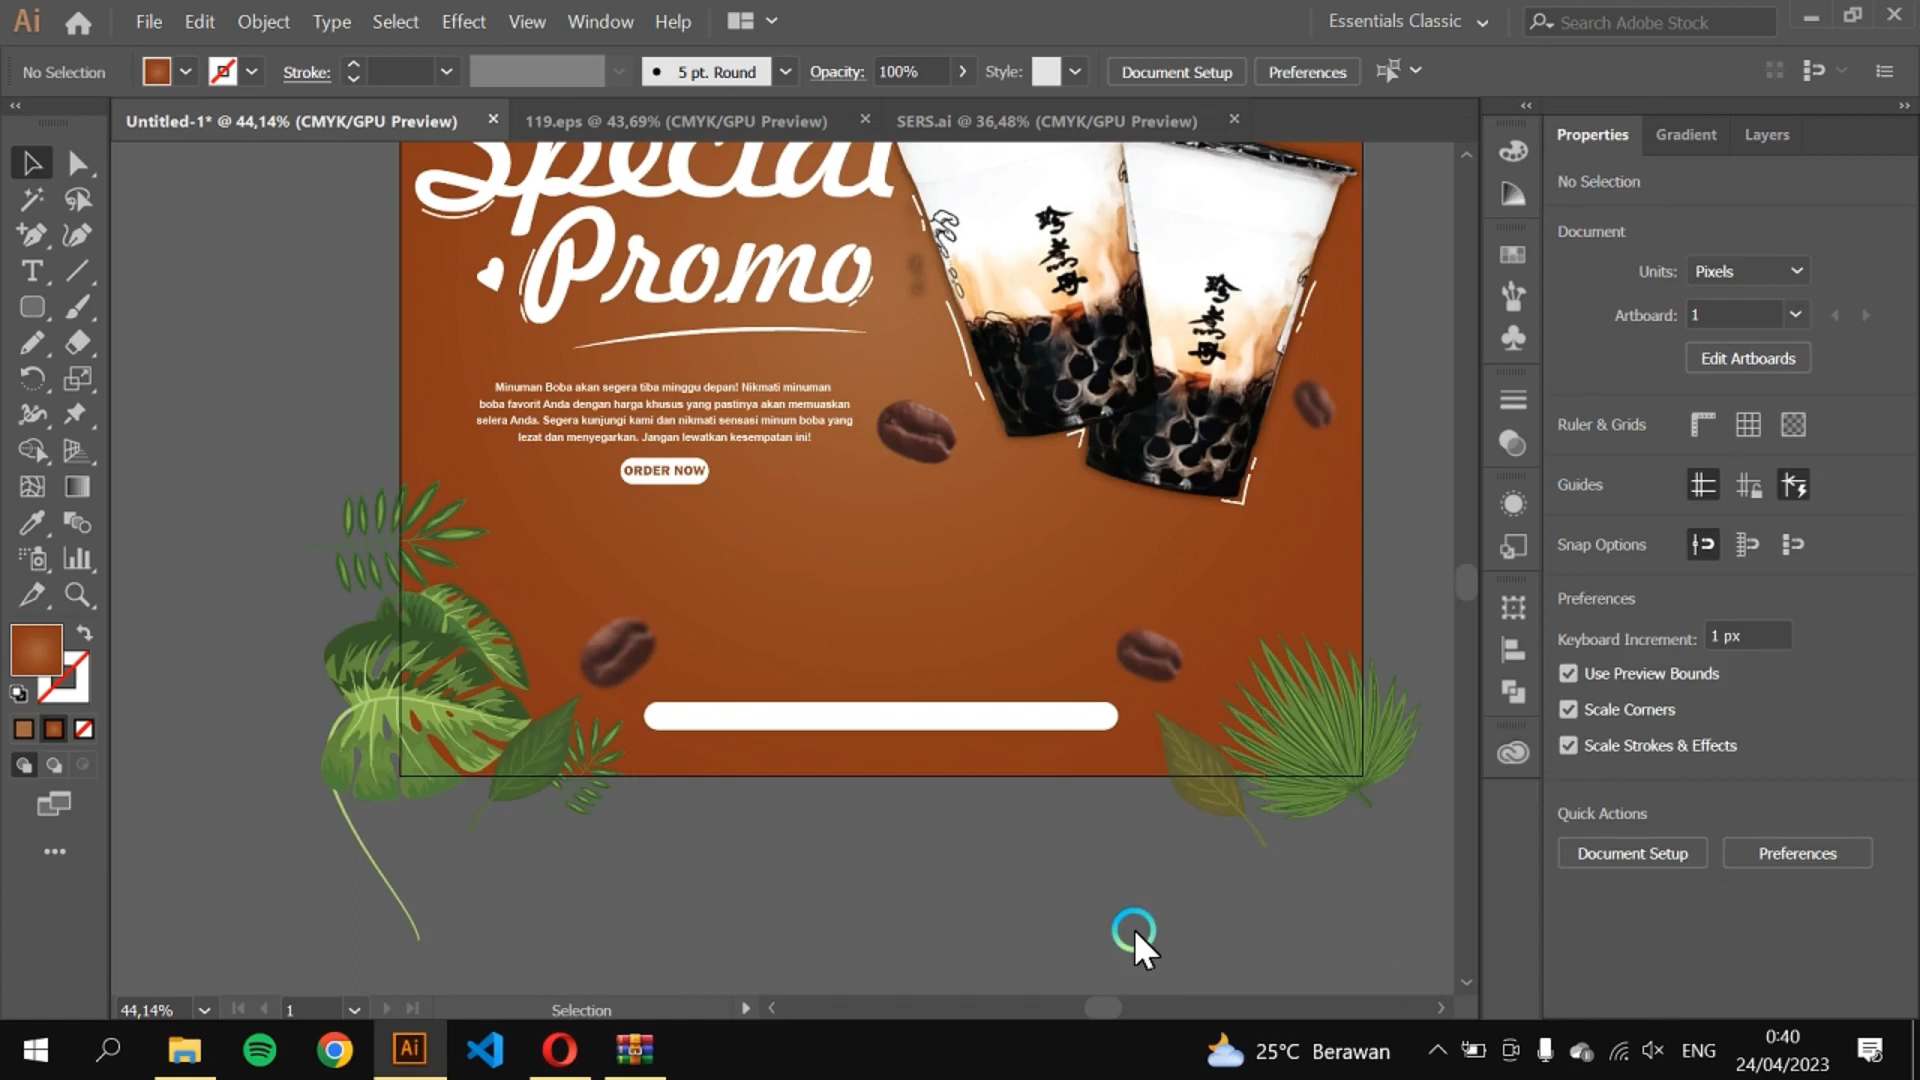 Ai File Edit Object Type Select Effect View Window Help Essentials Classic Search Adobe Stock
No Selection Stroke: 5 pt. Round Opacity: 100% Style: Document Setup Preferences
Untitled-1* @ 44,14% (CMYK/GPU Preview) 119.eps @ 43,69% (CMYK/GPU Preview) SERS.ai @ 36,48% (CMYK/GPU Preview)
Properties Gradient Layers
No Selection
Document
Units: Pixels
Artboard: 1
Edit Artboards
Ruler & Grids
Guides
Snap Options
Preferences
Keyboard Increment: 1 px
Use Preview Bounds
Scale Corners
Scale Strokes & Effects
Quick Actions
Document Setup Preferences
Special
Promo
Minuman Boba akan segera tiba minggu depan! Nikmati minuman
boba favorit Anda dengan harga khusus yang pastinya akan memuaskan
selera Anda. Segera kunjungi kami dan nikmati sensasi minum boba yang
lezat dan menyegarkan. Jangan lewatkan kesempatan ini!
ORDER NOW
44,14% 1 Selection
Ai 25°C Berawan ENG 0:40
24/04/2023